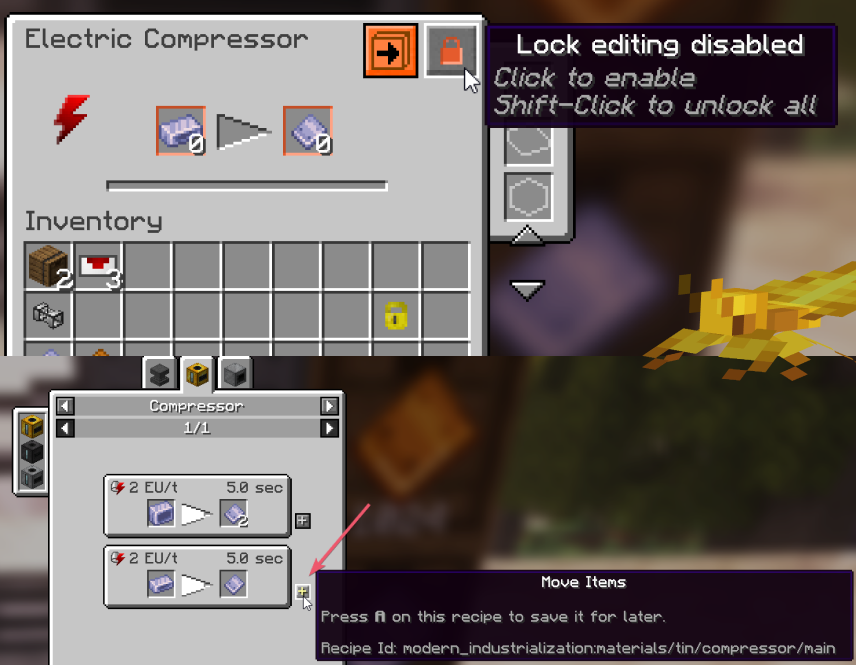 Electric Compressor
Lock editing disabled
Click to enable
Shift-Click to unlock all
0
0
Inventory
2
3
Compressor
1/1
2 EU/t 5.0 sec
2
2 EU/t 5.0 sec
Move Items
Press A on this recipe to save it for later.
Recipe Id: modern_industrialization:materials/tin/compressor/main